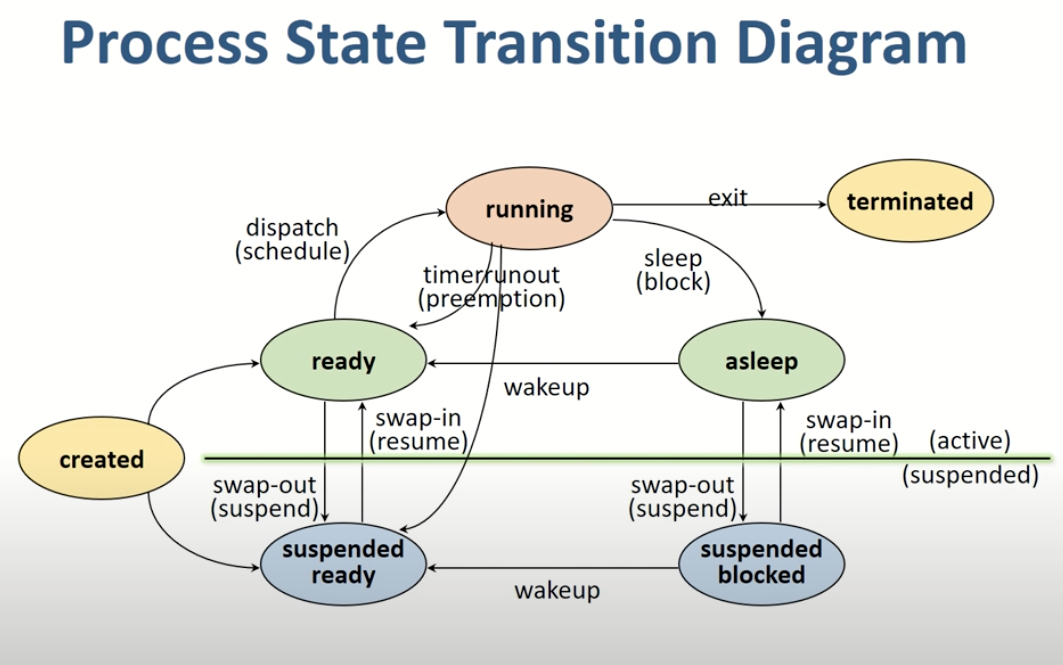 Process State Transition Diagram
running
exit
terminated
dispatch
(schedule)
timerrunout
(preemption)
sleep
(block)
ready
asleep
wakeup
created
swap-in
(resume)
swap-in
(resume)
(active)
(suspended)
swap-out
(suspend)
swap-out
(suspend)
suspended
ready
suspended
blocked
wakeup